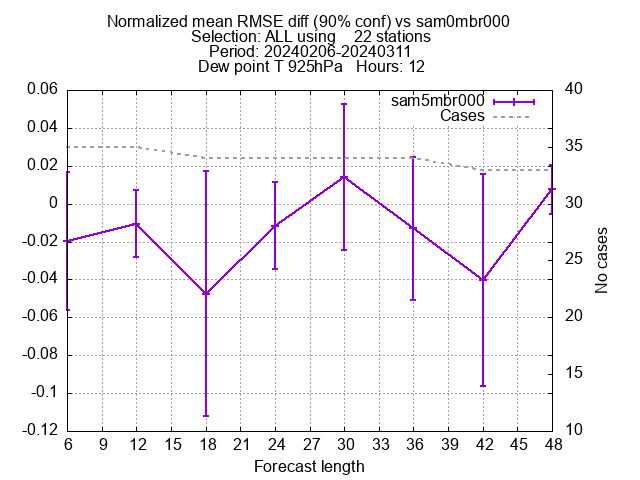 Normalized mean RMSE diff (90% conf) vs sam0mbr000
Selection: ALL using    22 stations
Period: 20240206-20240311
Dew point T 925hPa   Hours: 12
sam5mbr000
Cases
0.06
0.04
0.02
0
-0.02
-0.04
-0.06
-0.08
-0.1
-0.12
40
35
30
25
20
15
10
No cases
6 9 12 15 18 21 24 27 30 33 36 39 42 45 48
Forecast length